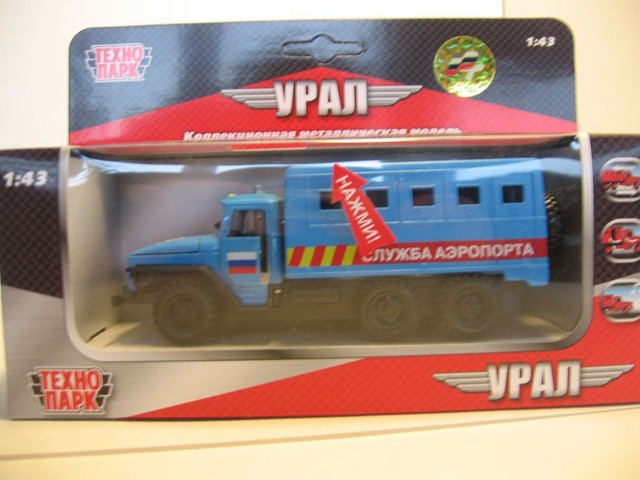 ТЕХНО
ПАРК
1:43
УРАЛ
Коллекционная металлическая модель
1:43
НАЖМИ!
СЛУЖБА АЭРОПОРТА
ТЕХНО
ПАРК
УРАЛ